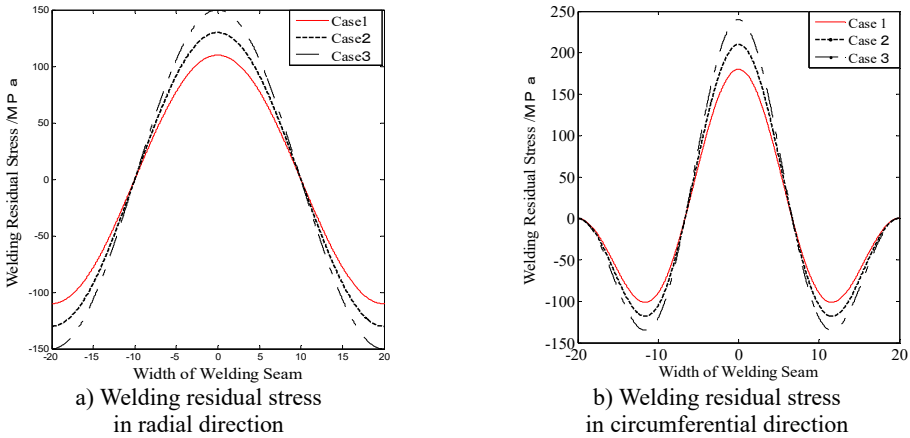 150
100
50
0
-50
-100
-150
-20
-15
-10
-5
0
5
10
15
20
Welding Residual Stress /MP a
Width of Welding Seam
Case1
Case2
Case3
a) Welding residual stress
in radial direction
250
200
150
100
50
0
-50
-100
-150
-20
-10
0
10
20
Welding Residual Stress /MP a
Width of Welding Seam
Case 1
Case 2
Case 3
b) Welding residual stress
in circumferential direction